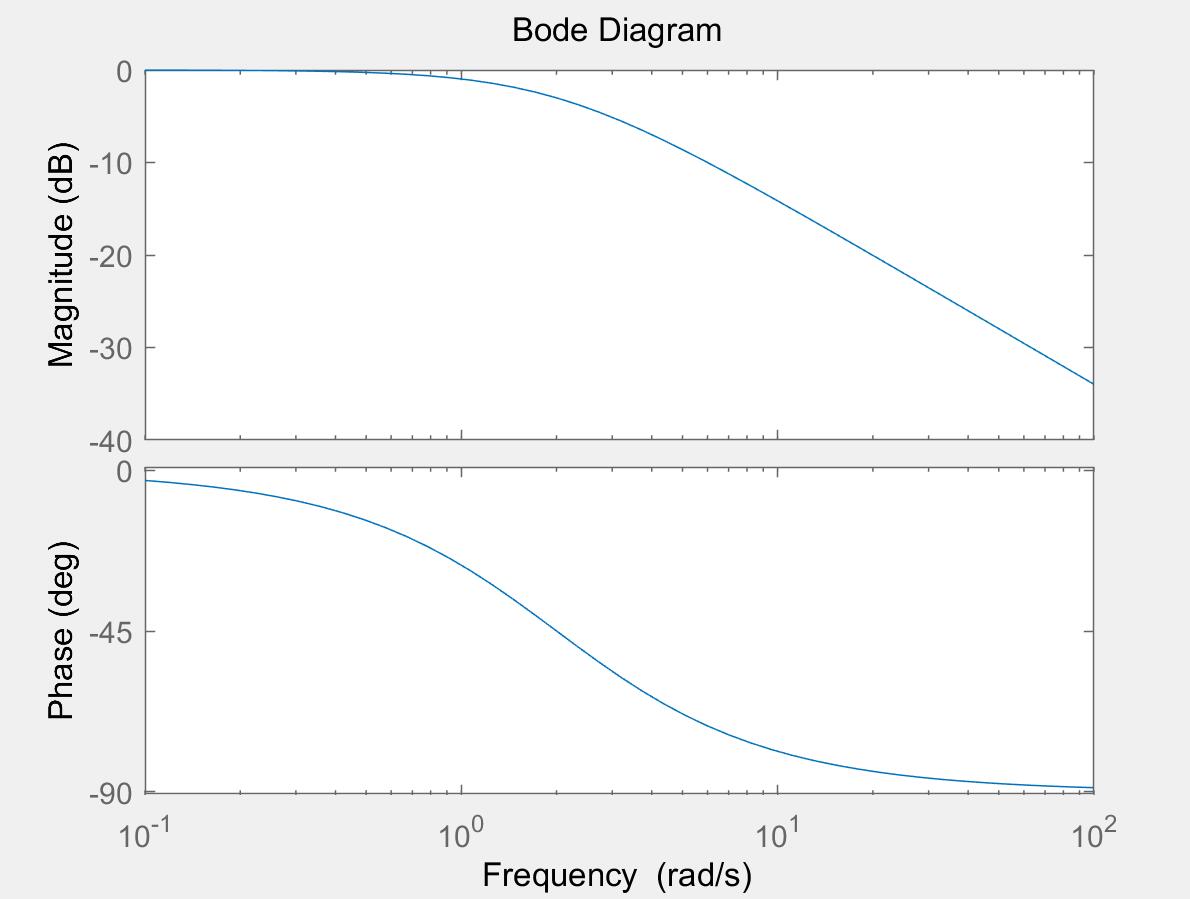 Bode Diagram
Magnitude (dB)
0
-10
-20
-30
-40
Phase (deg)
0
-45
-90
10^-1 10^0 10^1 10^2
Frequency (rad/s)